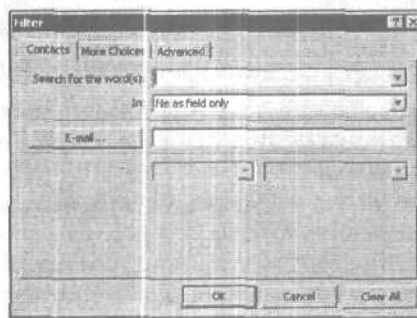 Filter
Contacts More Choices Advanced
Search for the word(s):
In: file as field only
E-mail...
OK Cancel Clear All